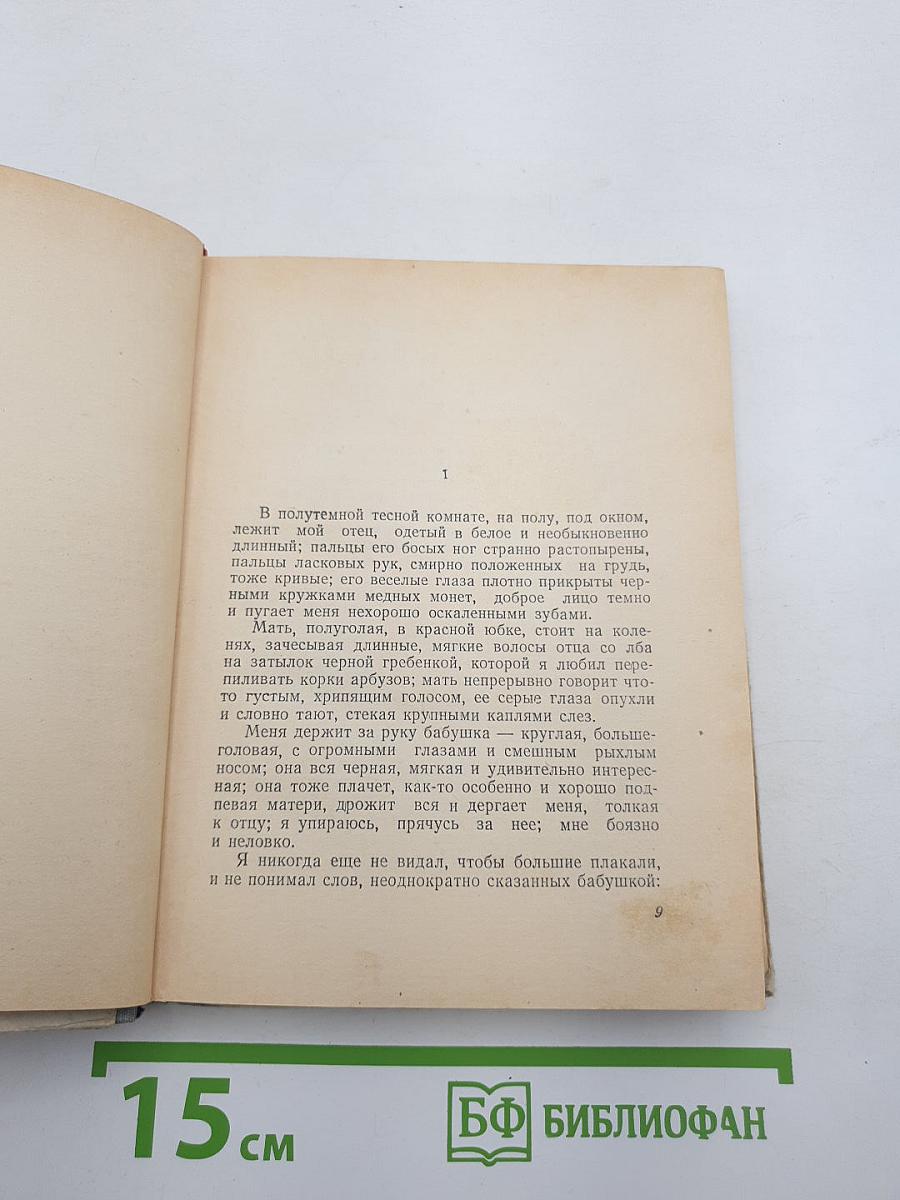 I
В полутемной тесной комнате, на полу, под окном,
лежит мой отец, одетый в белое и необыкновенно
длинный; пальцы его босых ног странно растопырены,
пальцы ласковых рук, смирно положенных на грудь,
тоже кривые; его веселые глаза плотно прикрыты чер-
ными кружками медных монет, доброе лицо темно
и пугает меня нехорошо оскаленными зубами.
Мать, полуголая, в красной юбке, стоит на коле-
нях, зачесывая длинные, мягкие волосы отца со лба
на затылок черной гребенкой, которой я любил пере-
пиливать корки арбузов; мать непрерывно говорит что-
то густым, хрипящим голосом, ее серые глаза опухли
и словно тают, стекая крупными каплями слез.
Меня держит за руку бабушка — круглая, больше-
головая, с огромными глазами и смешным рыхлым
носом; она вся черная, мягкая и удивительно интерес-
ная; она тоже плачет, как-то особенно и хорошо под-
певая матери, дрожит вся и дергает меня, толкая
к отцу; я упираюсь, прячусь за нее; мне боязно
и неловко.
Я никогда еще не видал, чтобы большие плакали,
и не понимал слов, неоднократно сказанных бабушкой:
9
15 см
БФ БИБЛИОФАН